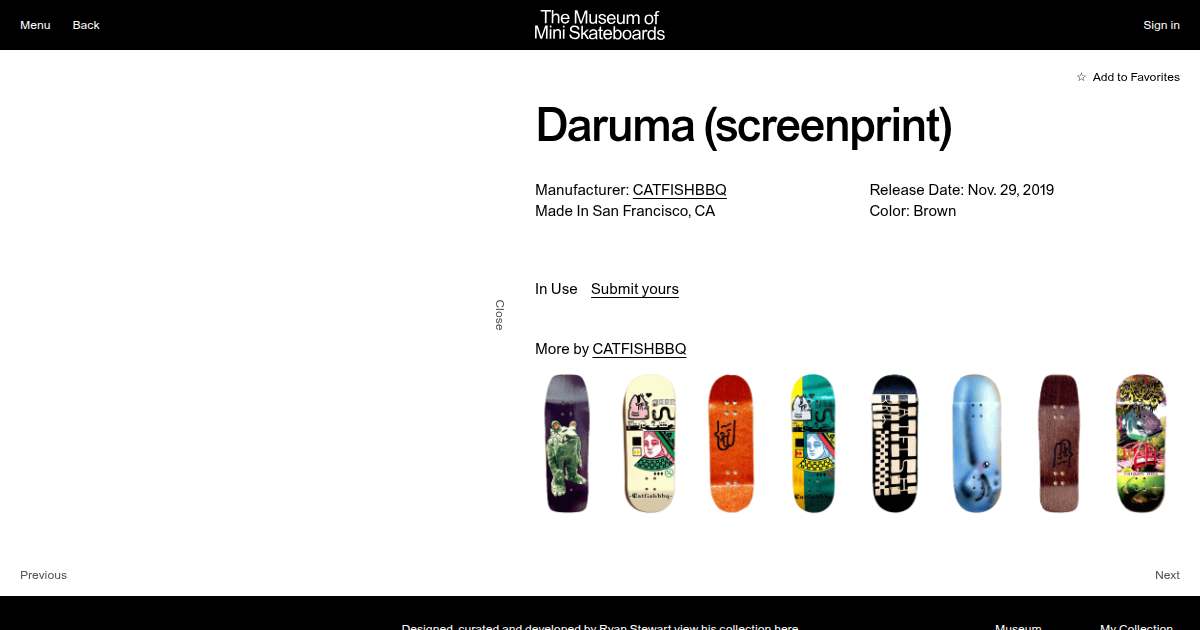 Menu
Back
The Museum of
Mini Skateboards
Sign in
☆ Add to Favorites
Daruma (screenprint)
Manufacturer: CATFISHBBQ
Made In San Francisco, CA
Release Date: Nov. 29, 2019
Color: Brown
In Use Submit yours
Close
More by CATFISHBBQ
Catfishbbq
Previous
Next
Designed, curated and developed by Ryan Stewart view his collection here
Museum
My Collection